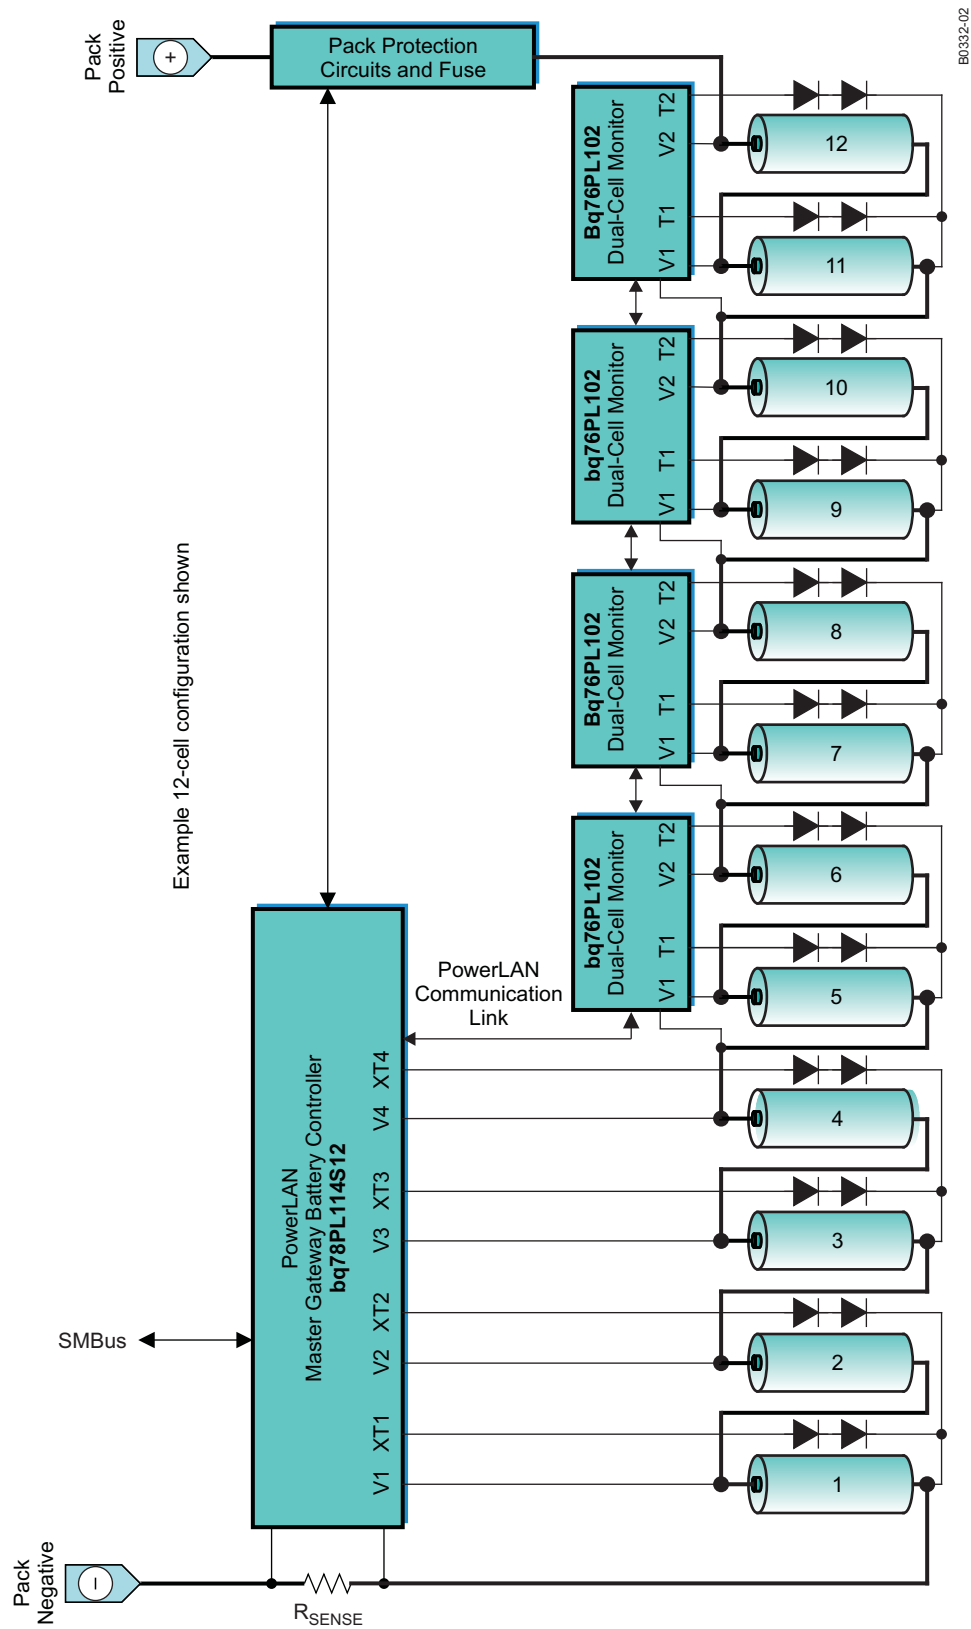 B0332-02
Pack
Positive
+
Pack Protection
Circuits and Fuse
Bq76PL102
Dual-Cell Monitor
V1 T1 V2 T2
12
11
bq76PL102
Dual-Cell Monitor
V1 T1 V2 T2
10
9
Example 12-cell configuration shown
Bq76PL102
Dual-Cell Monitor
V1 T1 V2 T2
8
7
bq76PL102
Dual-Cell Monitor
V1 T1 V2 T2
6
5
PowerLAN
Communication
Link
PowerLAN
Master Gateway Battery Controller
bq78PL114S12
V1 XT1 V2 XT2 V3 XT3 V4 XT4
4
3
SMBus
2
1
Pack
Negative
−
RSENSE